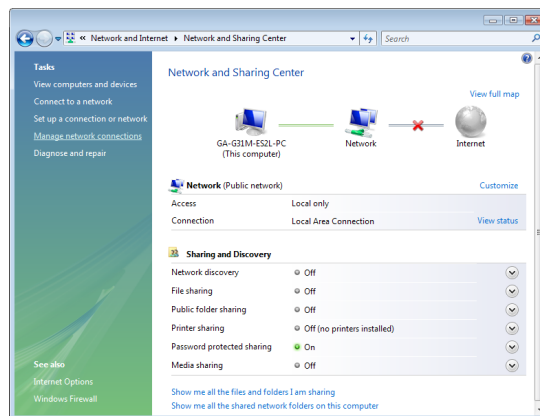 « Network and Internet ▸ Network and Sharing Center
Search
Tasks
View computers and devices
Connect to a network
Set up a connection or network
Manage network connections
Diagnose and repair
See also
Internet Options
Windows Firewall
Network and Sharing Center
View full map
GA-G31M-ES2L-PC
(This computer)
Network
Internet
Network (Public network)
Customize
Access Local only
Connection Local Area Connection View status
Sharing and Discovery
Network discovery Off
File sharing Off
Public folder sharing Off
Printer sharing Off (no printers installed)
Password protected sharing On
Media sharing Off
Show me all the files and folders I am sharing
Show me all the shared network folders on this computer